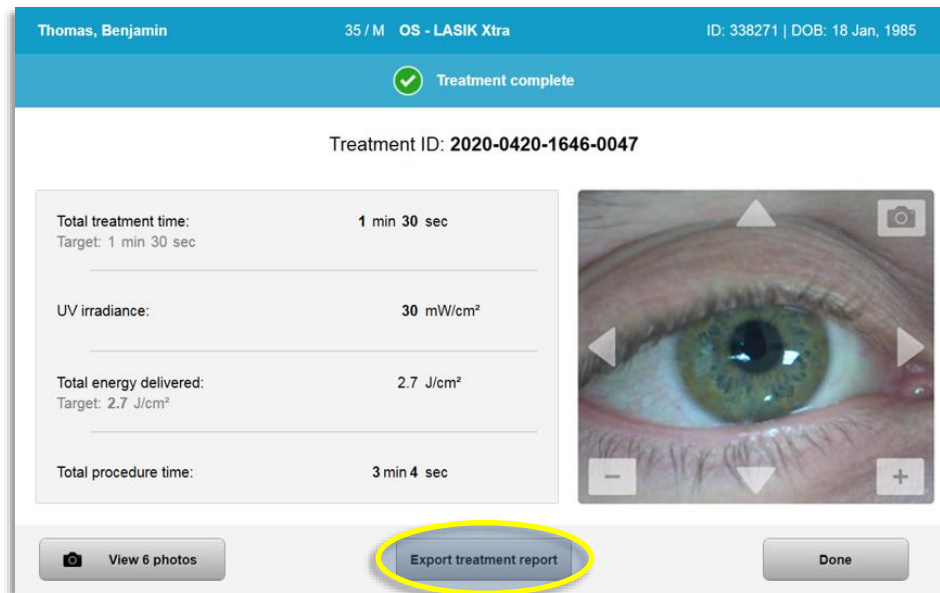 Thomas, Benjamin 35 / M OS - LASIK Xtra ID: 338271 | DOB: 18 Jan, 1985
Treatment complete
Treatment ID: 2020-0420-1646-0047
Total treatment time: 1 min 30 sec
Target: 1 min 30 sec
UV irradiance: 30 mW/cm²
Total energy delivered: 2.7 J/cm²
Target: 2.7 J/cm²
Total procedure time: 3 min 4 sec
View 6 photos Export treatment report Done